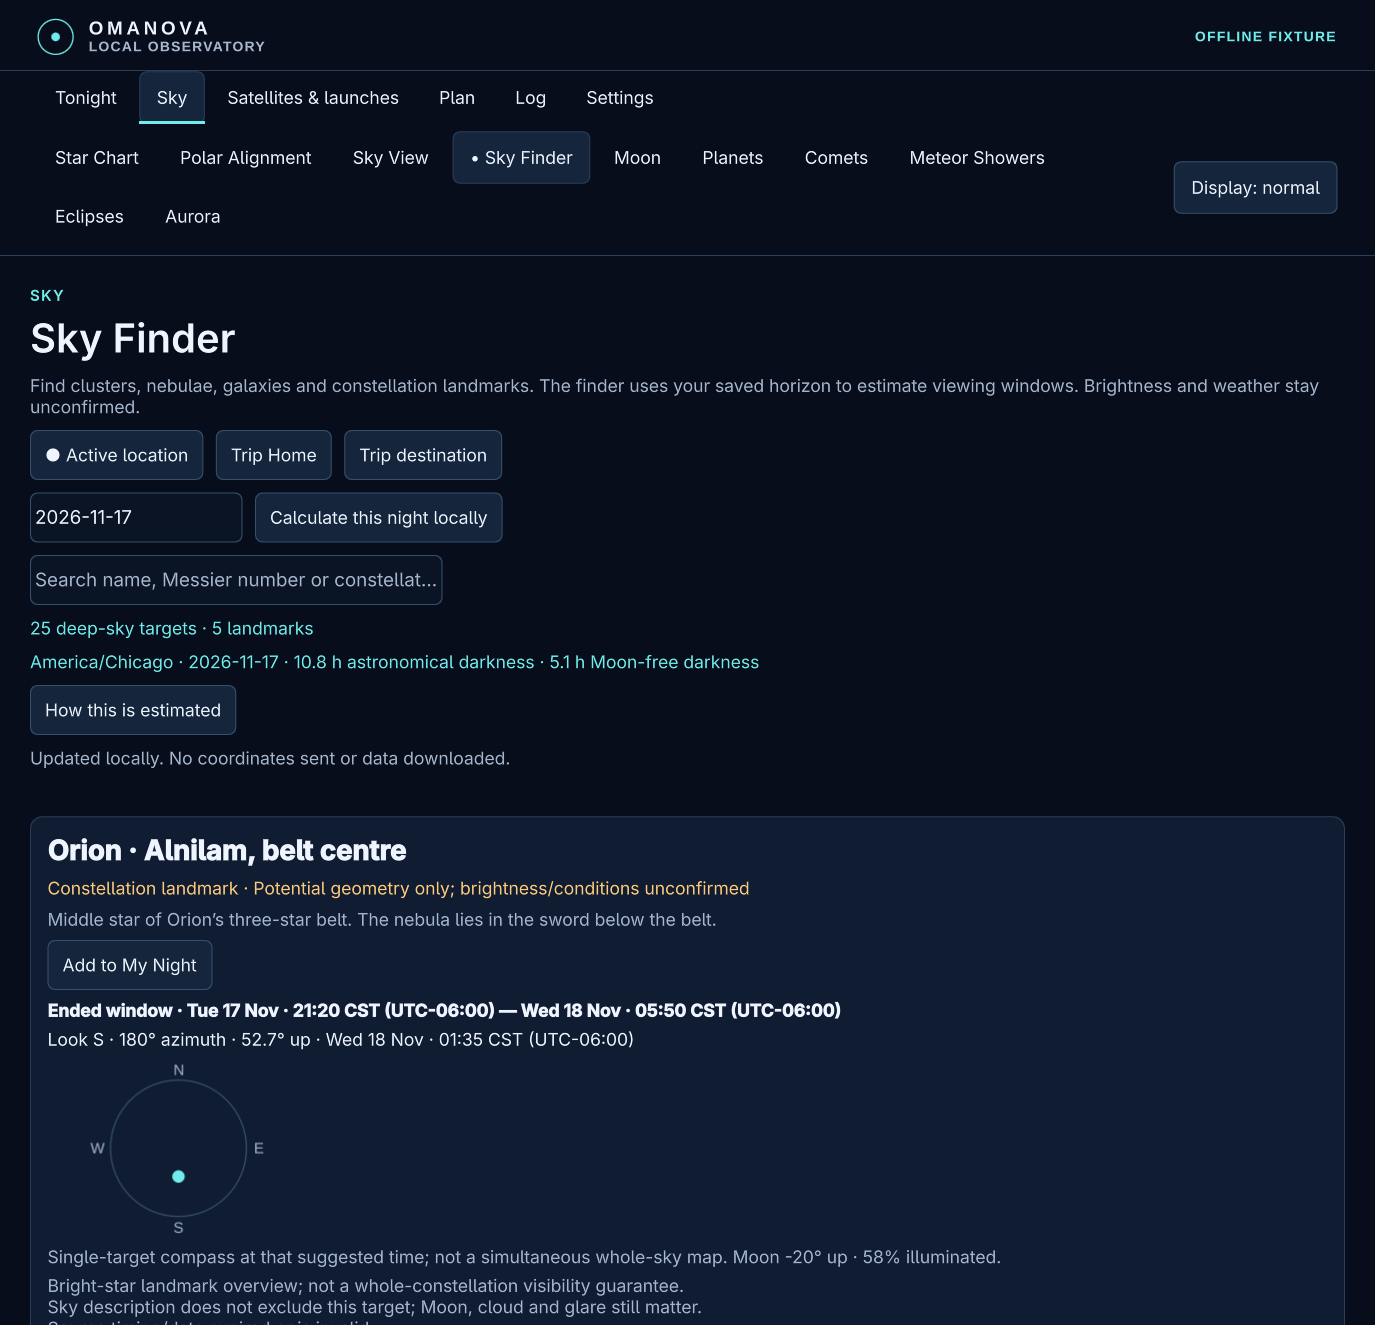 OMANOVA
LOCAL OBSERVATORY
OFFLINE FIXTURE
Tonight Sky Satellites & launches Plan Log Settings
Star Chart Polar Alignment Sky View • Sky Finder Moon Planets Comets Meteor Showers
Display: normal
Eclipses Aurora
SKY
Sky Finder
Find clusters, nebulae, galaxies and constellation landmarks. The finder uses your saved horizon to estimate viewing windows. Brightness and weather stay
unconfirmed.
● Active location Trip Home Trip destination
2026-11-17 Calculate this night locally
Search name, Messier number or constellat...
25 deep-sky targets · 5 landmarks
America/Chicago · 2026-11-17 · 10.8 h astronomical darkness · 5.1 h Moon-free darkness
How this is estimated
Updated locally. No coordinates sent or data downloaded.
Orion · Alnilam, belt centre
Constellation landmark · Potential geometry only; brightness/conditions unconfirmed
Middle star of Orion’s three-star belt. The nebula lies in the sword below the belt.
Add to My Night
Ended window · Tue 17 Nov · 21:20 CST (UTC-06:00) — Wed 18 Nov · 05:50 CST (UTC-06:00)
Look S · 180° azimuth · 52.7° up · Wed 18 Nov · 01:35 CST (UTC-06:00)
N
W E
S
Single-target compass at that suggested time; not a simultaneous whole-sky map. Moon -20° up · 58% illuminated.
Bright-star landmark overview; not a whole-constellation visibility guarantee.
Sky description does not exclude this target; Moon, cloud and glare still matter.